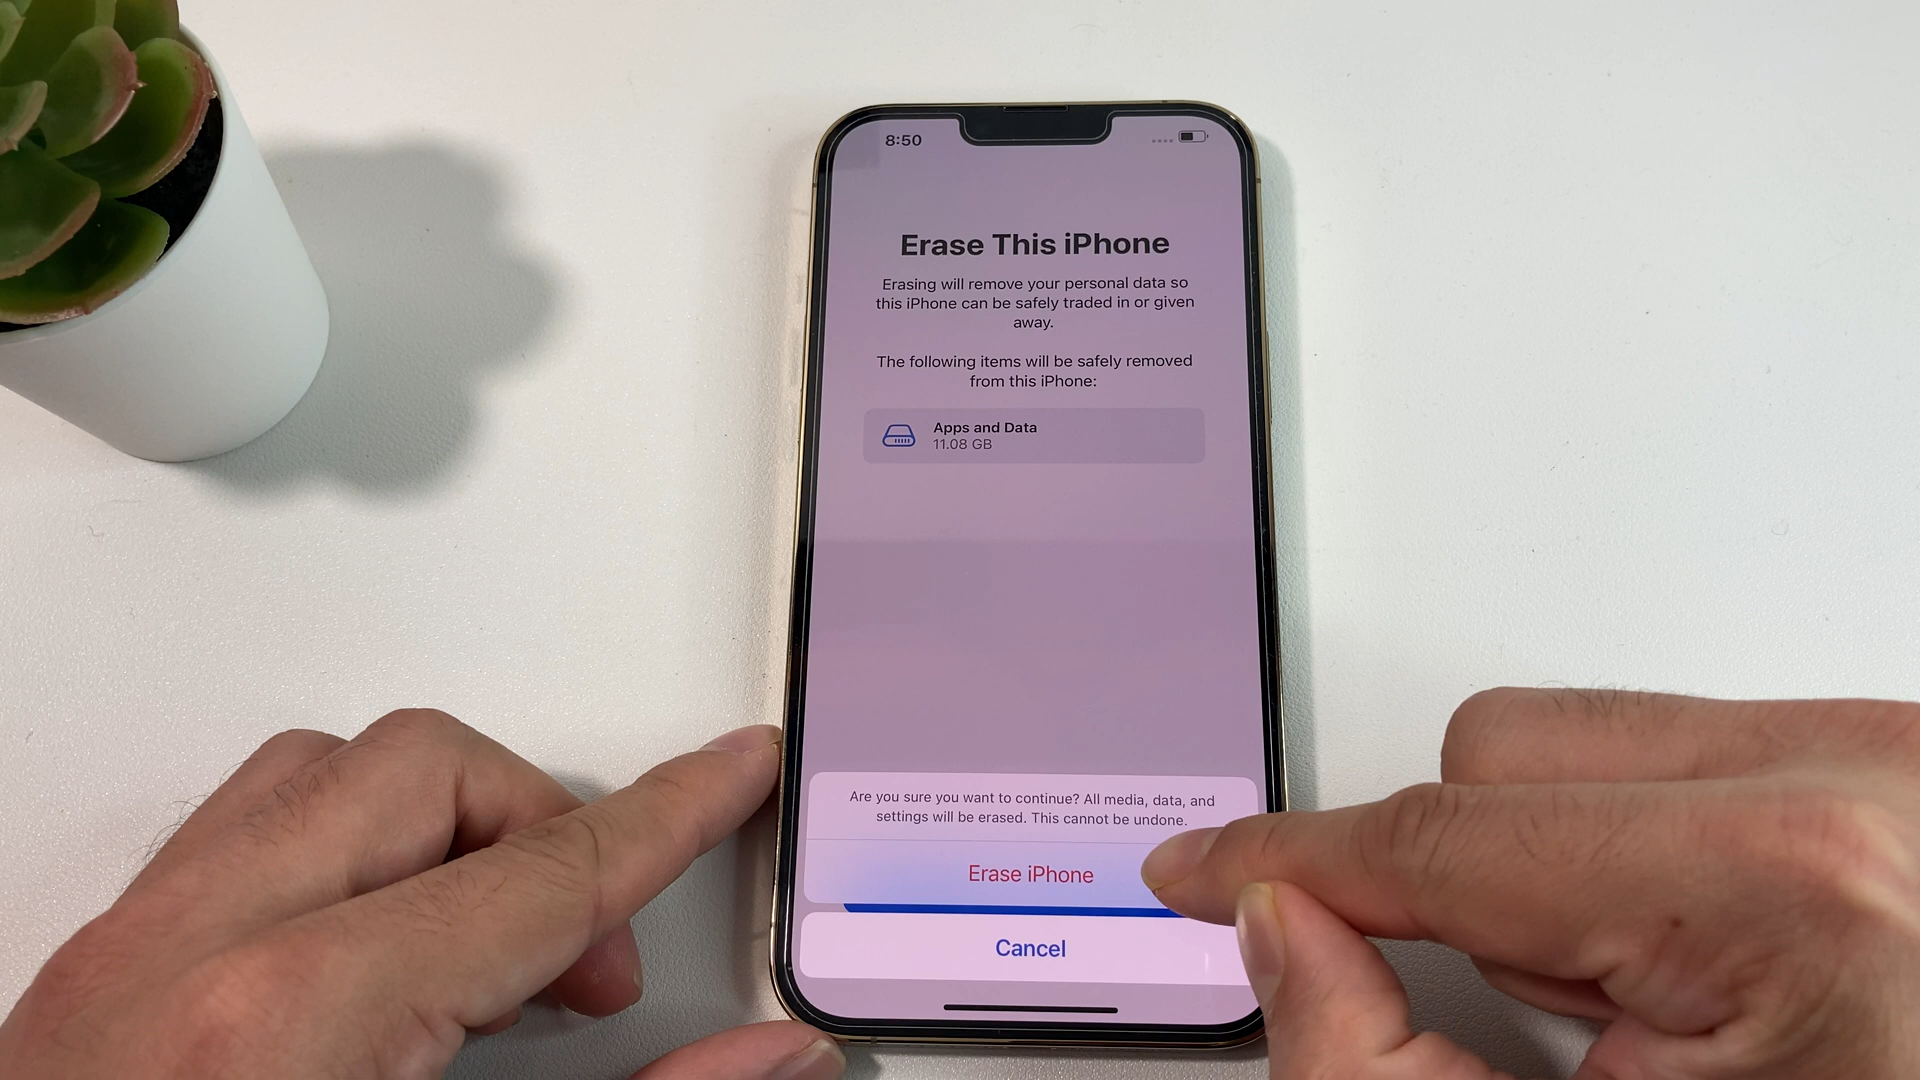 8:50
Erase This iPhone
Erasing will remove your personal data so
this iPhone can be safely traded in or given
away.
The following items will be safely removed
from this iPhone:
Apps and Data
11.08 GB
Are you sure you want to continue? All media, data, and
settings will be erased. This cannot be undone.
Erase iPhone
Cancel